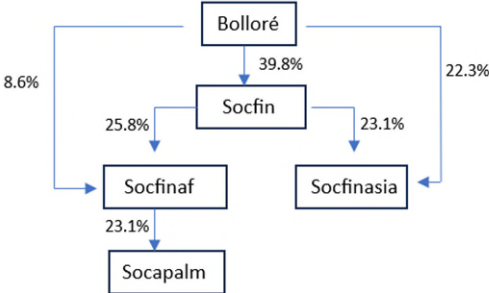 Bolloré
39.8%
8.6%
22.3%
Socfin
25.8%
23.1%
Socfinaf
Socfinasia
23.1%
Socapalm